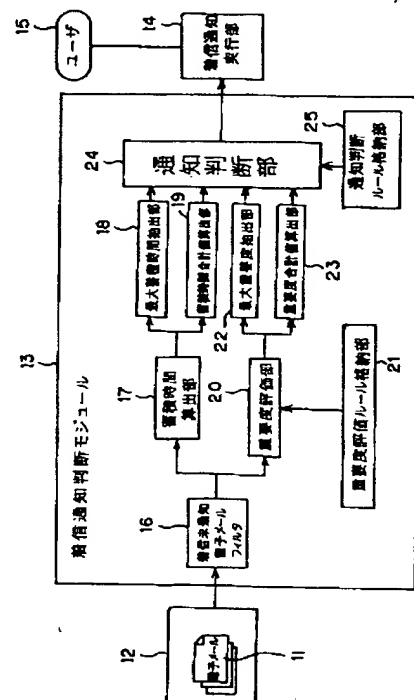 15
ユーザ
14
着信通知
実行部
13
着信通知判断モジュール
24
通知判断部
25
通知判断
ルール格納部
18
最大蓄積時間抽出部
19
蓄積時間合計値算出部
22
最大重要度抽出部
23
重要度合計値算出部
17
蓄積時間
算出部
20
重要度評価部
21
重要度評価ルール格納部
16
着信未通知
電子メール
フィルタ
12
電子メール
11